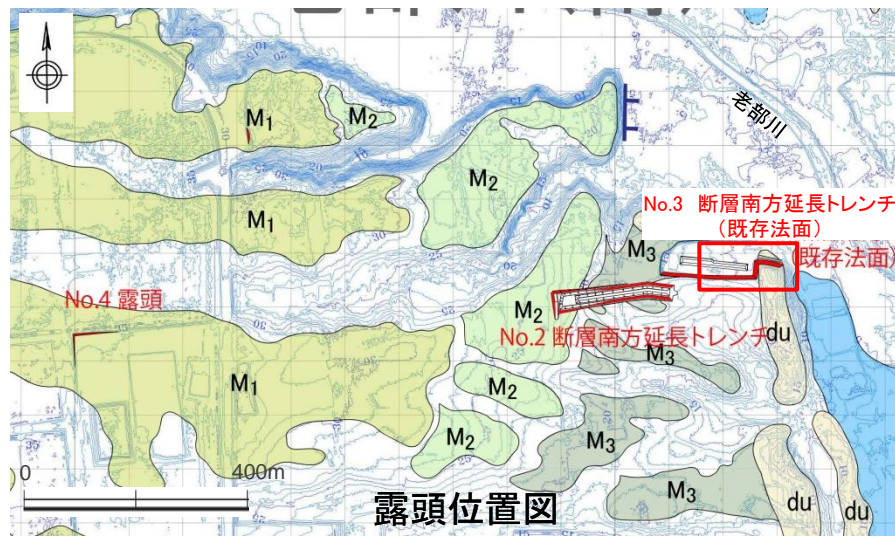 M₁
M₂
老部川
M₂
No.3 断層南方延長トレンチ
（既存法面）
M₁
M₃
(既存法面)
No.4 露頭
M₂
No.2 断層南方延長トレンチ
du
M₃
M₁
M₂
M₂
M₃
M₃
du
du
0
400m
露頭位置図